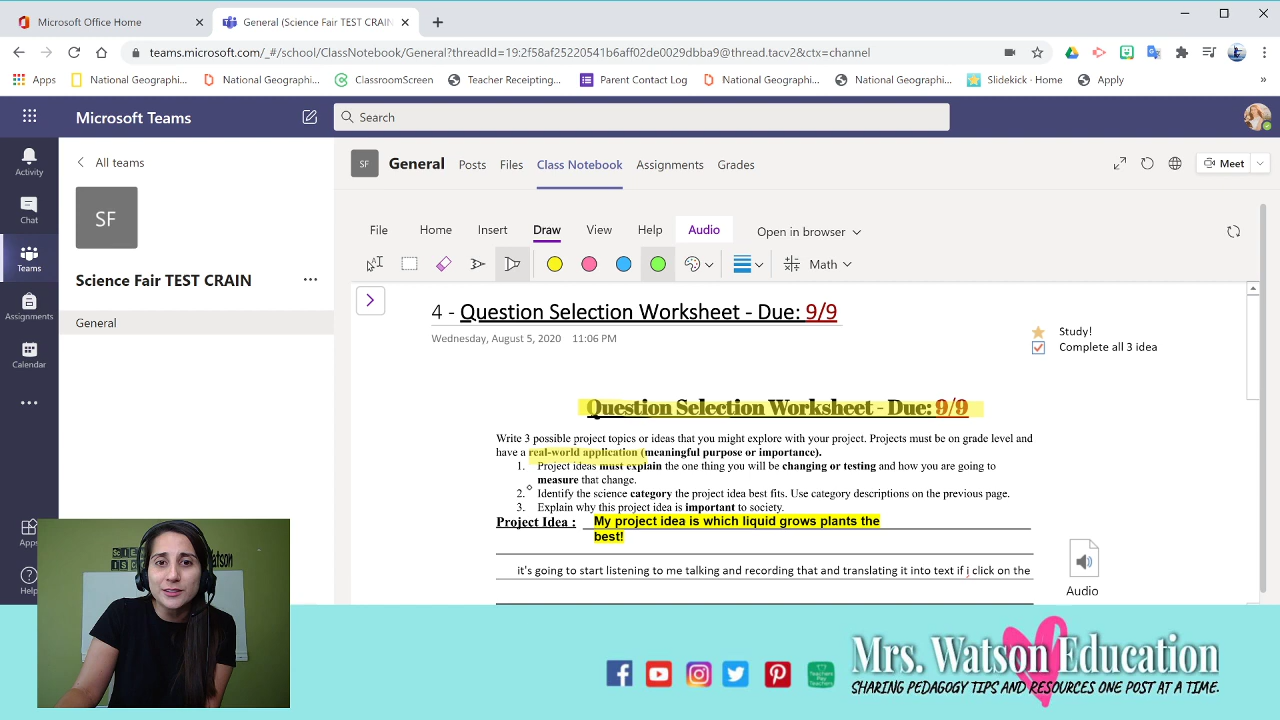 Microsoft Office Home
General (Science Fair TEST CRAIN
teams.microsoft.com/_#/school/ClassNotebook/General?threadId=19:2f58af25220541b6aff02de0029dbba9@thread.tacv2&ctx=channel
Apps National Geographi... National Geographi... ClassroomScreen Teacher Receipting... Parent Contact Log National Geographi... National Geographi... Slidekick · Home Apply »
Microsoft Teams
Search
Activity
Chat
Teams
Assignments
Calendar
Apps
Help
All teams
SF
Science Fair TEST CRAIN
General
SF General Posts Files Class Notebook Assignments Grades Meet
File Home Insert Draw View Help Audio Open in browser
Math
4 - Question Selection Worksheet - Due: 9/9
Wednesday, August 5, 2020 11:06 PM
Study!
Complete all 3 idea
Question Selection Worksheet - Due: 9/9
Write 3 possible project topics or ideas that you might explore with your project. Projects must be on grade level and
have a real-world application (meaningful purpose or importance).
1. Project ideas must explain the one thing you will be changing or testing and how you are going to
measure that change.
2. Identify the science category the project idea best fits. Use category descriptions on the previous page.
3. Explain why this project idea is important to society.
Project Idea : My project idea is which liquid grows plants the
best!
it's going to start listening to me talking and recording that and translating it into text if i click on the
Audio
Mrs. Watson Education
SHARING PEDAGOGY TIPS AND RESOURCES ONE POST AT A TIME.